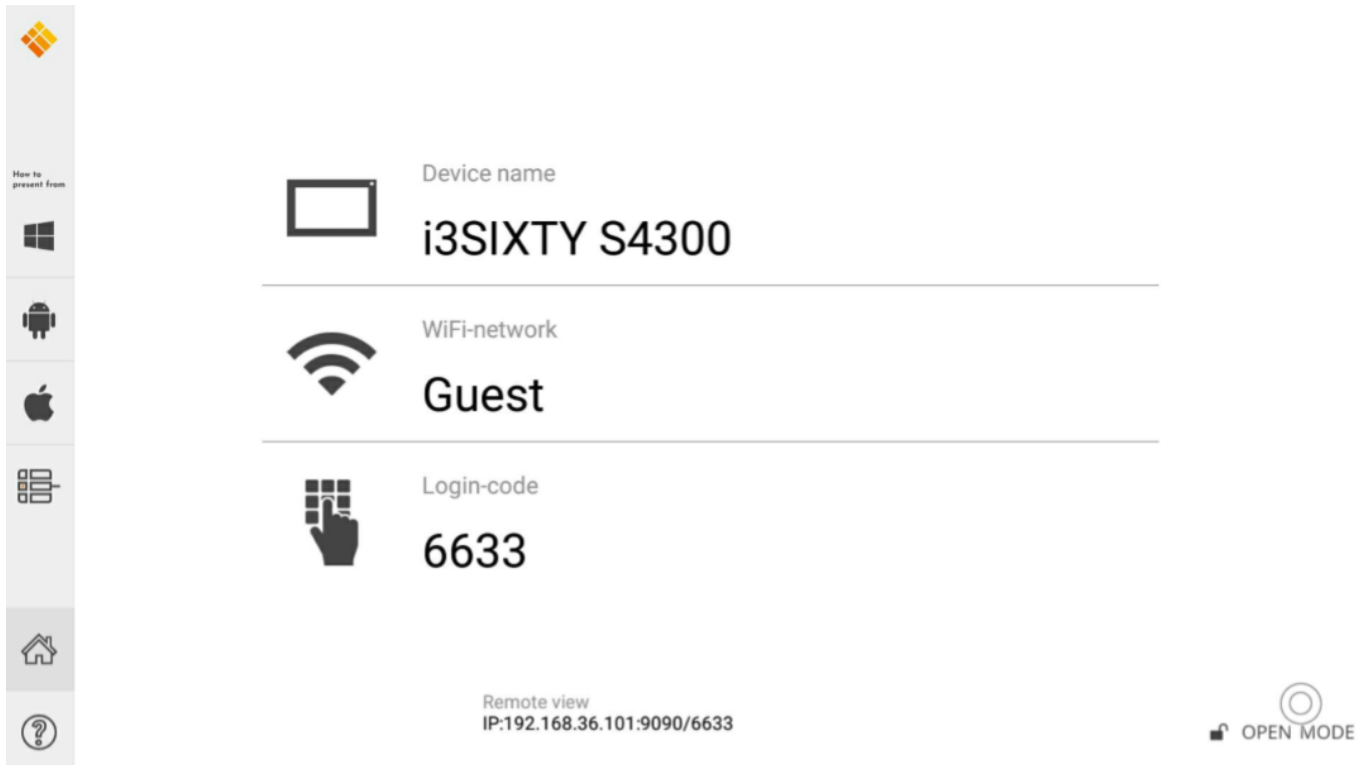 How to
present from
Device name
i3SIXTY S4300
WiFi-network
Guest
Login-code
6633
Remote view
IP:192.168.36.101:9090/6633
OPEN MODE